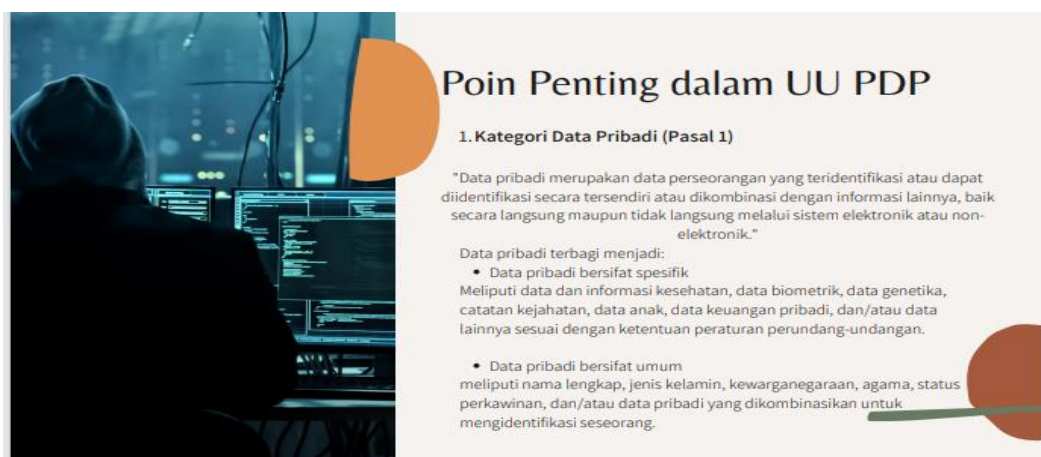 Poin Penting dalam UU PDP
1. Kategori Data Pribadi (Pasal 1)
"Data pribadi merupakan data perseorangan yang teridentifikasi atau dapat
diidentifikasi secara tersendiri atau dikombinasi dengan informasi lainnya, baik
secara langsung maupun tidak langsung melalui sistem elektronik atau non-
elektronik."
Data pribadi terbagi menjadi:
• Data pribadi bersifat spesifik
Meliputi data dan informasi kesehatan, data biometrik, data genetika,
catatan kejahatan, data anak, data keuangan pribadi, dan/atau data
lainnya sesuai dengan ketentuan peraturan perundang-undangan.
• Data pribadi bersifat umum
meliputi nama lengkap, jenis kelamin, kewarganegaraan, agama, status
perkawinan, dan/atau data pribadi yang dikombinasikan untuk
mengidentifikasi seseorang.